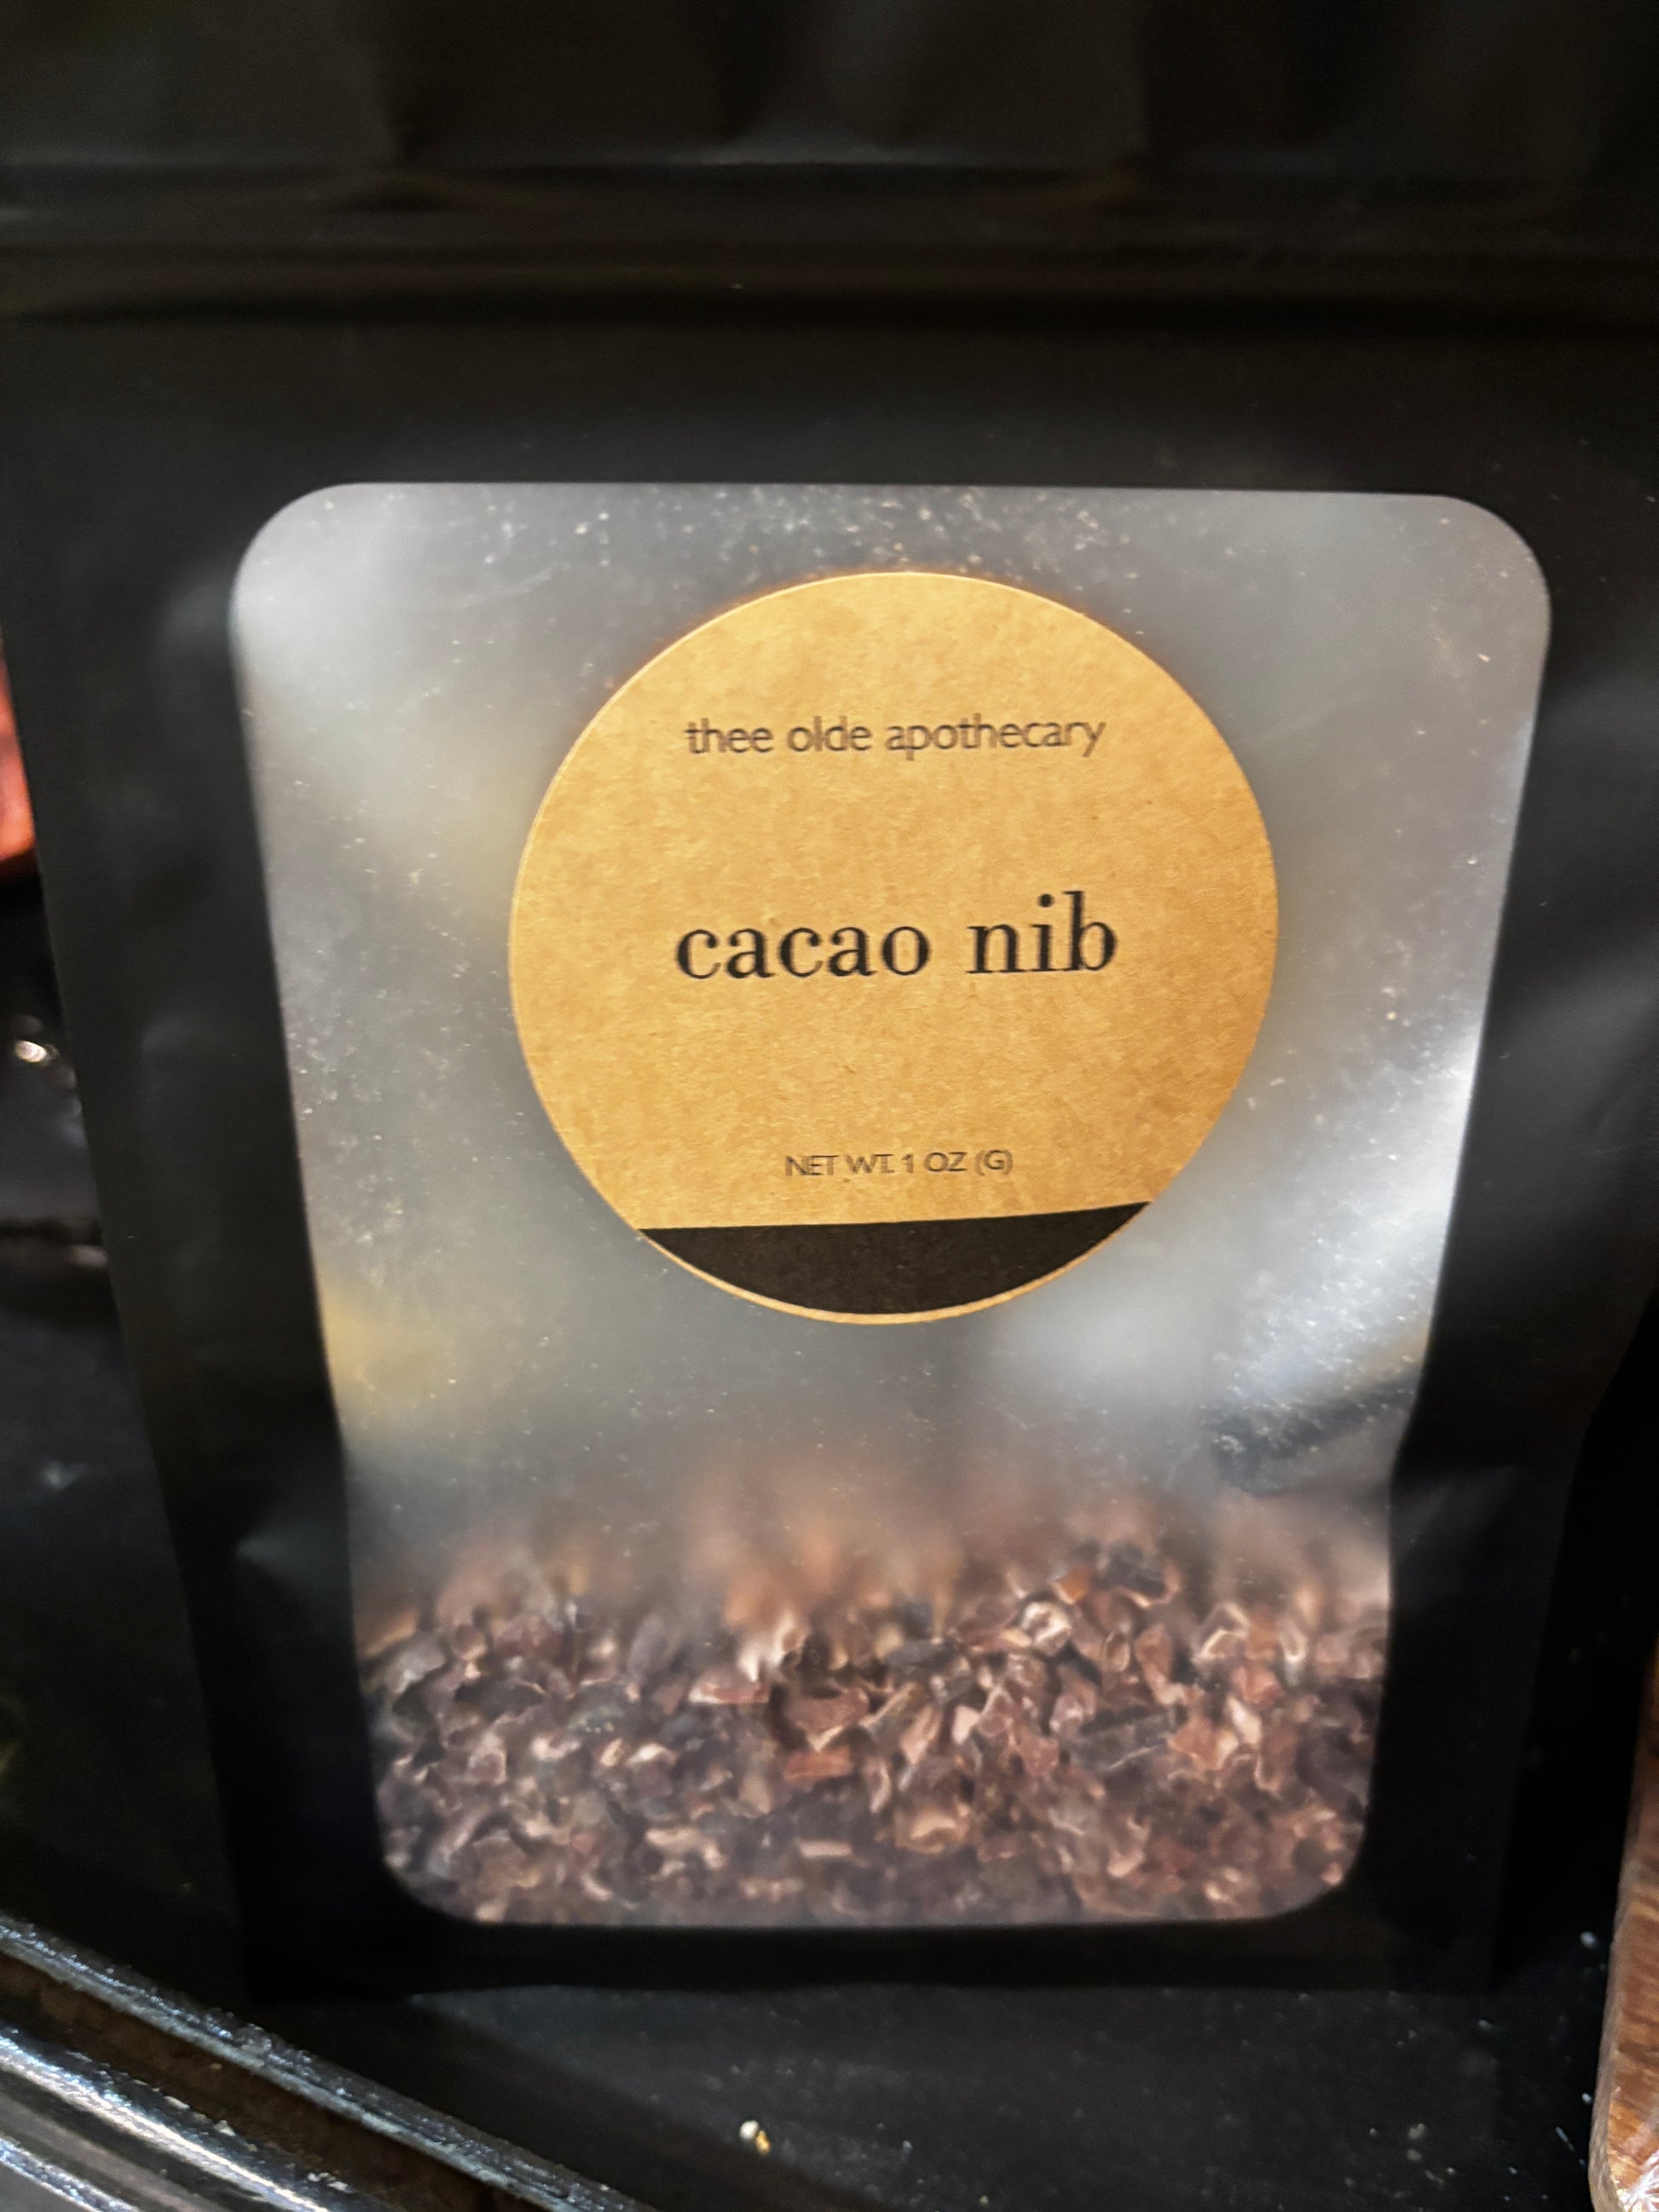 thee olde apothecary
cacao nib
NET WT. 1 OZ (G)